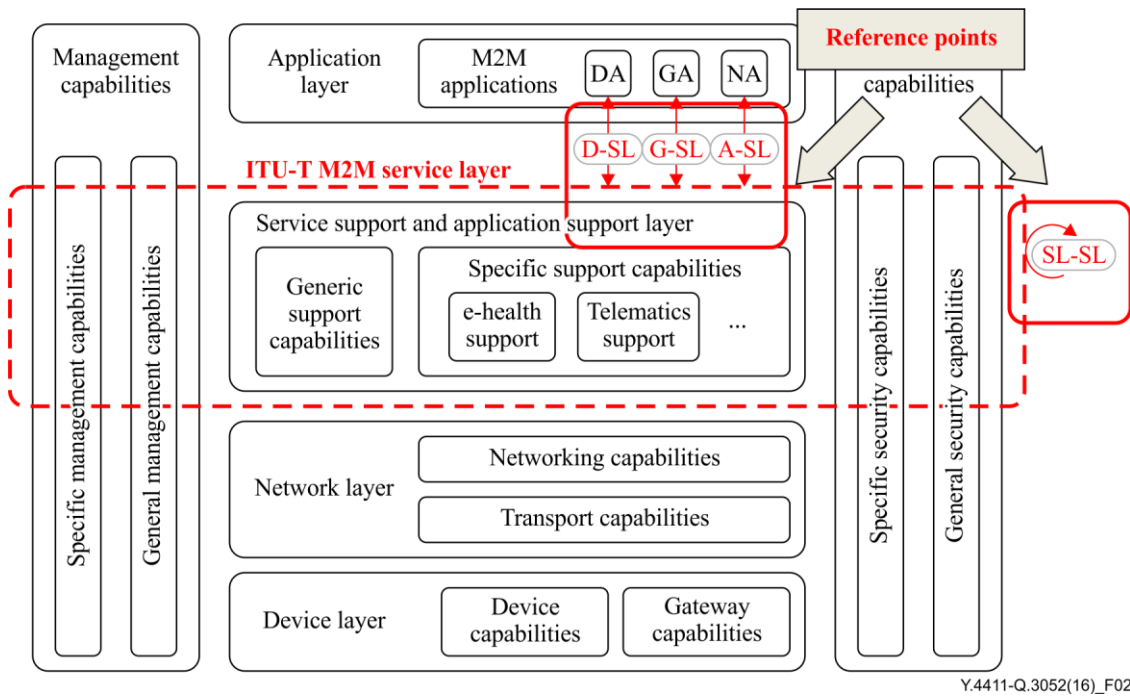 Management
capabilities
Application
layer
M2M
applications
DA
GA
NA
Reference points
capabilities
D-SL
G-SL
A-SL
ITU-T M2M service layer
Service support and application support layer
Generic
support
capabilities
Specific support capabilities
e-health
support
Telematics
support
...
SL-SL
Specific management capabilities
General management capabilities
Specific security capabilities
General security capabilities
Network layer
Networking capabilities
Transport capabilities
Device layer
Device
capabilities
Gateway
capabilities
Y.4411-Q.3052(16)_F02